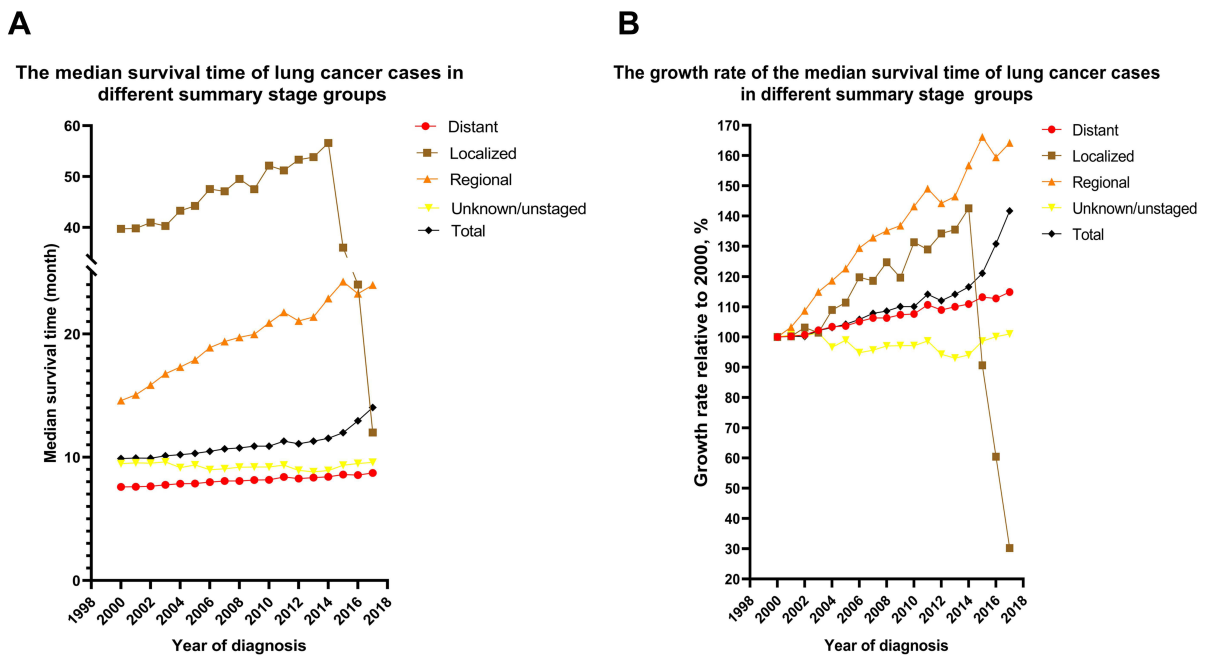 A
The median survival time of lung cancer cases in
different summary stage groups
60
50
40
20
10
0
Median survival time (month)
1998
2000
2002
2004
2006
2008
2010
2012
2014
2016
2018
Year of diagnosis
Distant
Localized
Regional
Unknown/unstaged
Total
B
The growth rate of the median survival time of lung cancer cases
in different summary stage groups
170
160
150
140
130
120
110
100
90
80
70
60
50
40
30
20
Growth rate relative to 2000, %
1998
2000
2002
2004
2006
2008
2010
2012
2014
2016
2018
Year of diagnosis
Distant
Localized
Regional
Unknown/unstaged
Total